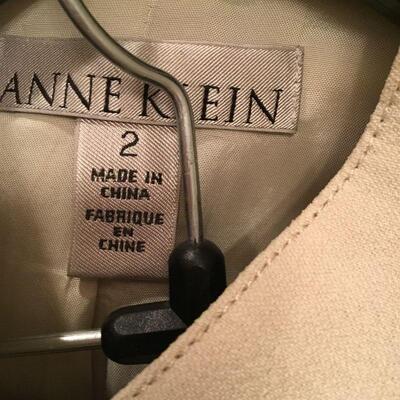 ANNE KLEIN
2
MADE IN
CHINA
FABRIQUE
EN
CHINE